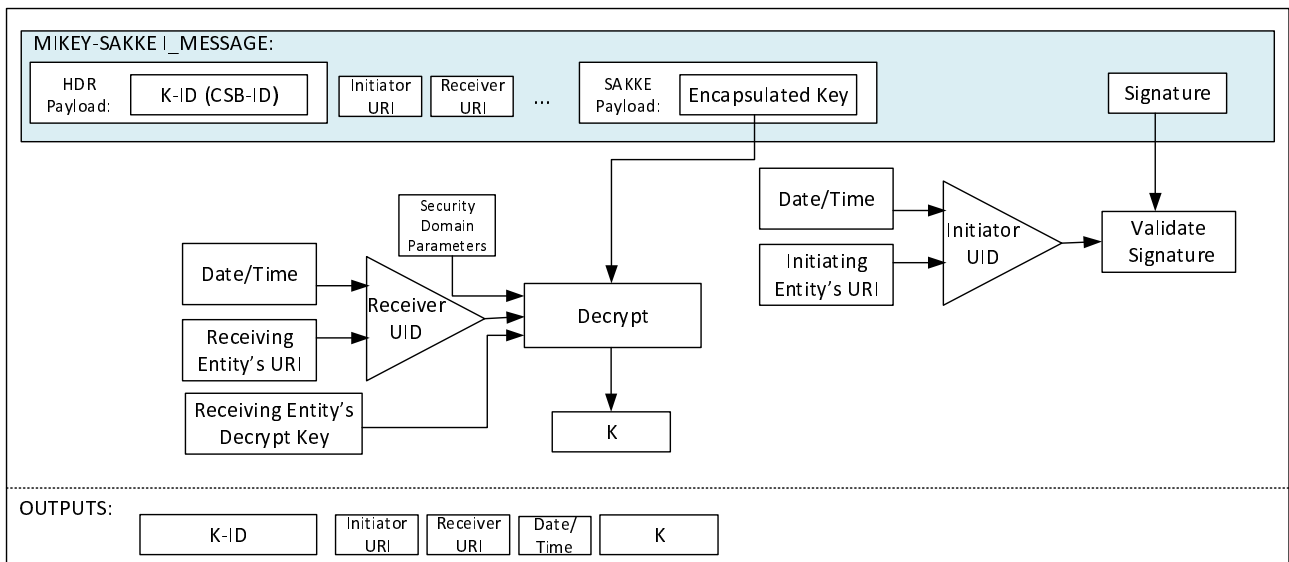 MIKEY-SAKKE I_MESSAGE:
HDR
Payload:
K-ID (CSB-ID)
Initiator
URI
Receiver
URI
...
SAKKE
Payload:
Encapsulated Key
Signature
Security
Domain
Parameters
Date/Time
Receiving
Entity’s URI
Receiver
UID
Receiving Entity’s
Decrypt Key
Decrypt
K
Date/Time
Initiating
Entity’s URI
Initiator
UID
Validate
Signature
OUTPUTS:
K-ID
Initiator
URI
Receiver
URI
Date/
Time
K